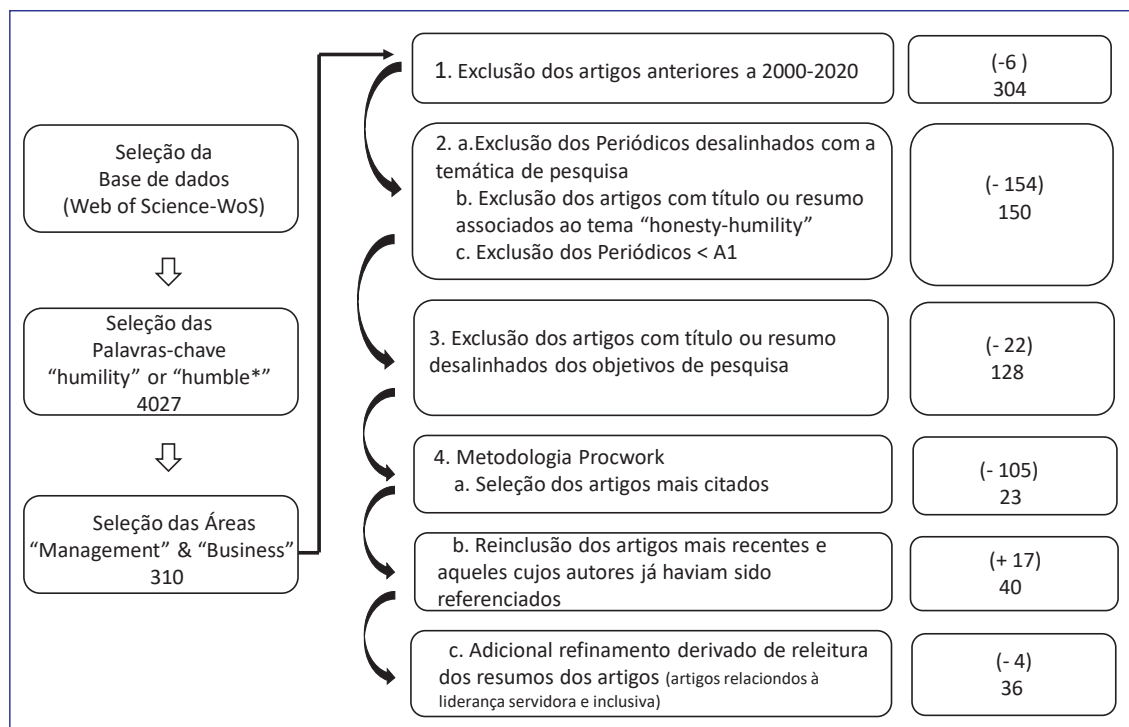 Seleção da
Base de dados
(Web of Science-WoS)
Seleção das
Palavras-chave
“humility” or “humble*”
4027
Seleção das Áreas
“Management” & “Business”
310
1. Exclusão dos artigos anteriores a 2000-2020
(-6 )
304
2. a.Exclusão dos Periódicos desalinhados com a
temática de pesquisa
b. Exclusão dos artigos com título ou resumo
associados ao tema “honesty-humility”
c. Exclusão dos Periódicos < A1
(- 154)
150
3. Exclusão dos artigos com título ou resumo
desalinhados dos objetivos de pesquisa
(- 22)
128
4. Metodologia Procwork
a. Seleção dos artigos mais citados
(- 105)
23
b. Reinclusão dos artigos mais recentes e
aqueles cujos autores já haviam sido
referenciados
(+ 17)
40
c. Adicional refinamento derivado de releitura
dos resumos dos artigos (artigos relaciondos à
liderança servidora e inclusiva)
(- 4)
36